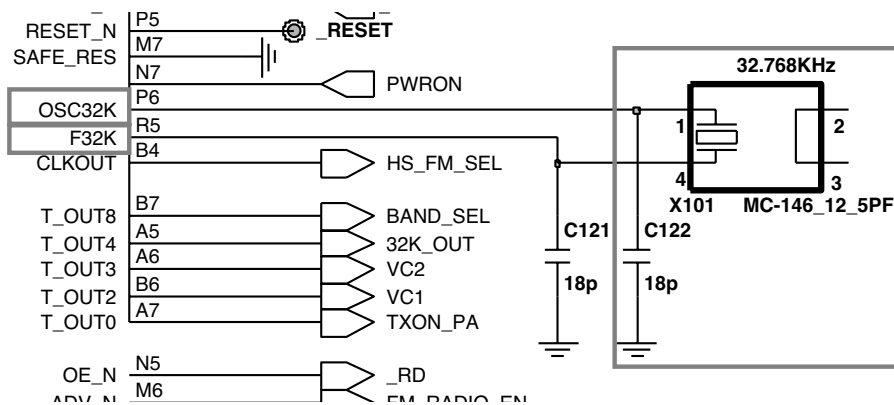 RESET_N P5 _RESET
SAFE_RES M7
N7 PWRON
OSC32K P6
F32K R5
CLKOUT B4 HS_FM_SEL
T_OUT8 B7 BAND_SEL
T_OUT4 A5 32K_OUT
T_OUT3 A6 VC2
T_OUT2 B6 VC1
T_OUT0 A7 TXON_PA
OE_N N5 _RD
ADV_N M6 FM_RADIO_EN
32.768KHz
1 2
4 3
X101 MC-146_12_5PF
C121 C122
18p 18p